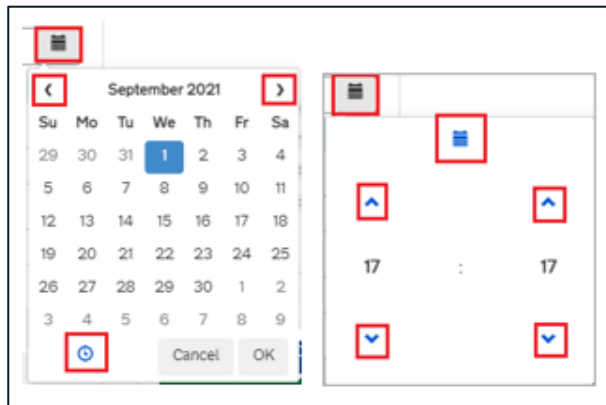 September 2021
Su Mo Tu We Th Fr Sa
29 30 31 1 2 3 4
5 6 7 8 9 10 11
12 13 14 15 16 17 18
19 20 21 22 23 24 25
26 27 28 29 30 1 2
3 4 5 6 7 8 9
Cancel OK
17 : 17